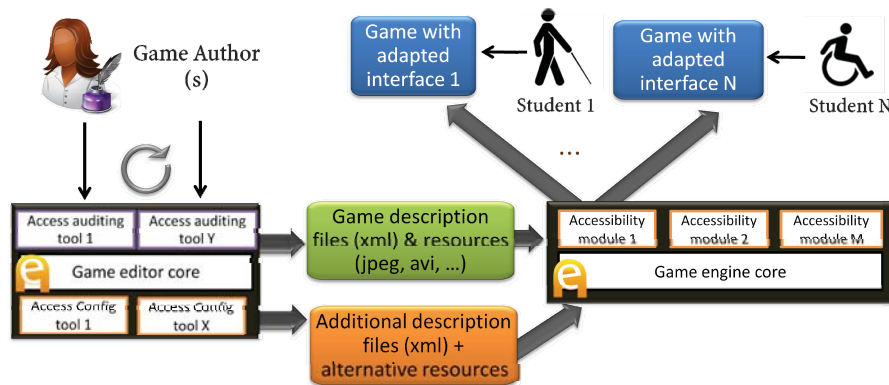 Game Author
(s)
Game with
adapted
interface 1
Student 1
Game with
adapted
interface N
Student N
...
Access auditing
tool 1
Access auditing
tool Y
Game editor core
Access Config
tool 1
Access Config
tool X
Game description
files (xml) & resources
(jpeg, avi, ...)
Additional description
files (xml) +
alternative resources
Accessibility
module 1
Accessibility
module 2
Accessibility
module M
Game engine core